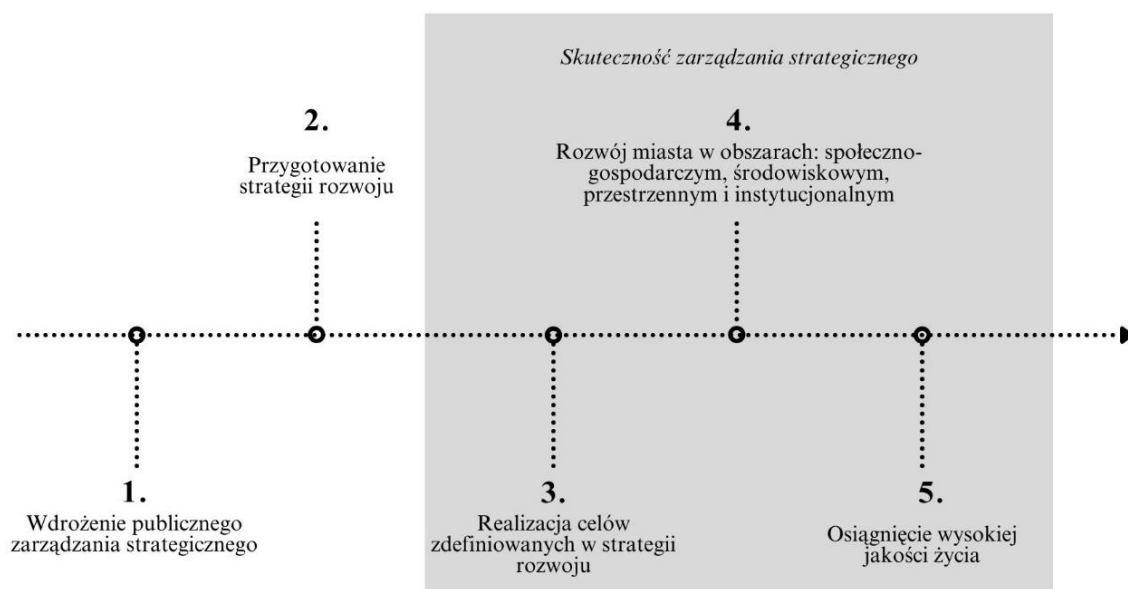 Skuteczność zarządzania strategicznego
2.
Przygotowanie
strategii rozwoju
4.
Rozwój miasta w obszarach: społeczno-
gospodarczym, środowiskowym,
przestrzennym i instytucjonalnym
1.
Wdrożenie publicznego
zarządzania strategicznego
3.
Realizacja celów
zdefiniowanych w strategii
rozwoju
5.
Osiągnięcie wysokiej
jakości życia